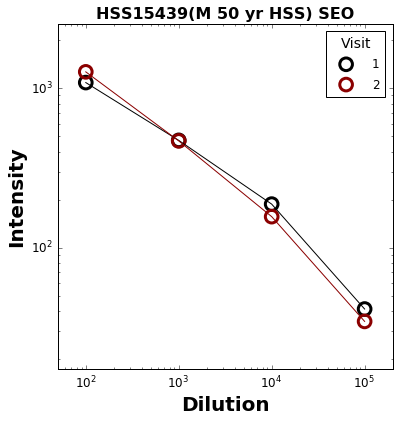 HSS15439(M 50 yr HSS) SEO
Visit
1
2
10³
10²
Intensity
10² 10³ 10⁴ 10⁵
Dilution